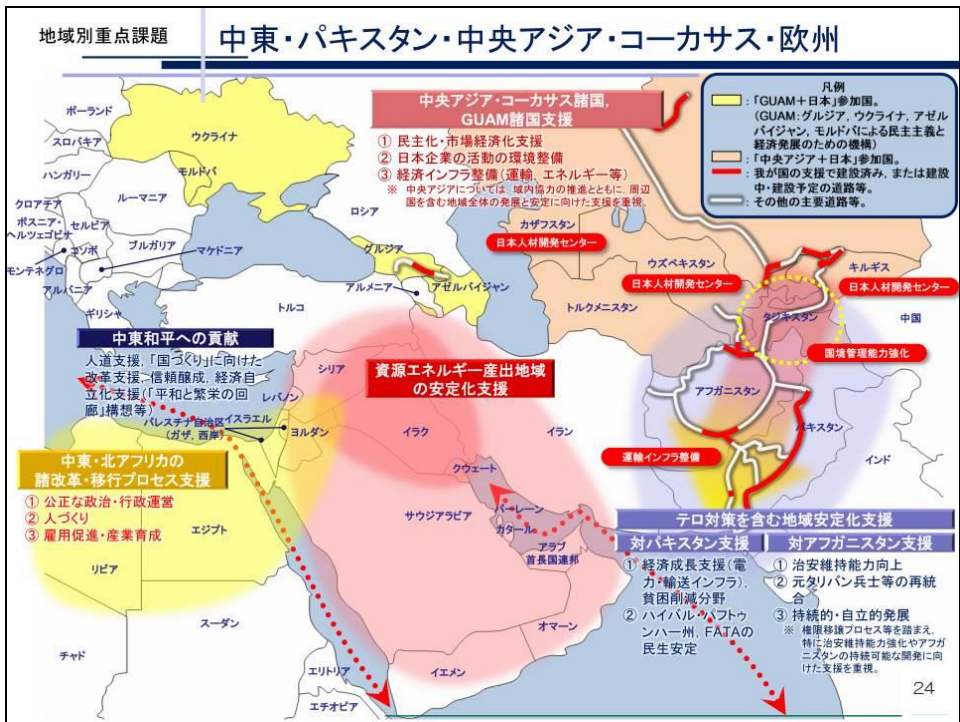 地域別重点課題
中東・パキスタン・中央アジア・コーカサス・欧州
中央アジア・コーカサス諸国,
GUAM諸国支援
① 民主化・市場経済化支援
② 日本企業の活動の環境整備
③ 経済インフラ整備(運輸、エネルギー等)
※ 中央アジアについては、域内協力の推進とともに、周辺
国を含む地域全体の発展と安定に向けた支援を重視。
凡例
:「GUAM+日本」参加国。
(GUAM:グルジア、ウクライナ、アゼル
バイジャン、モルドバによる民主主義と
経済発展のための機構)
:「中央アジア+日本」参加国。
:我が国の支援で建設済み、または建設
中・建設予定の道路等。
:その他の主要道路等。
ポーランド
スロバキア
ウクライナ
ハンガリー
モルドバ
ルーマニア
クロアチア
ボスニア・
ヘルツェゴビナ
セルビア
コソボ
ブルガリア
マケドニア
モンテネグロ
アルバニア
ギリシャ
ロシア
グルジア
アルメニア
アゼルバイジャン
トルコ
カザフスタン
日本人材開発センター
ウズベキスタン
日本人材開発センター
キルギス
日本人材開発センター
トルクメニスタン
タジキスタン
中国
国境管理能力強化
中東和平への貢献
人道支援、「国づくり」に向けた
改革支援、信頼醸成、経済自
立化支援(「平和と繁栄の回
廊」構想等)
シリア
レバノン
イスラエル
パレスチナ自治区
(ガザ、西岸)
ヨルダン
資源エネルギー産出地域
の安定化支援
イラク
イラン
アフガニスタン
パキスタン
インド
運輸インフラ整備
クウェート
中東・北アフリカの
諸改革・移行プロセス支援
① 公正な政治・行政運営
② 人づくり
③ 雇用促進・産業育成
エジプト
リビア
サウジアラビア
バーレーン
カタール
アラブ
首長国連邦
オマーン
イエメン
スーダン
チャド
エリトリア
エチオピア
テロ対策を含む地域安定化支援
対パキスタン支援
① 経済成長支援(電
力・輸送インフラ)、
貧困削減分野
② ハイバル・パフトゥ
ンハー州、FATAの
民生安定
対アフガニスタン支援
① 治安維持能力向上
② 元タリバン兵士等の再統
合
③ 持続的・自立的発展
※ 権限移譲プロセス等を踏まえ、
特に治安維持能力強化やアフガ
ニスタンの持続可能な開発に向
けた支援を重視。
24